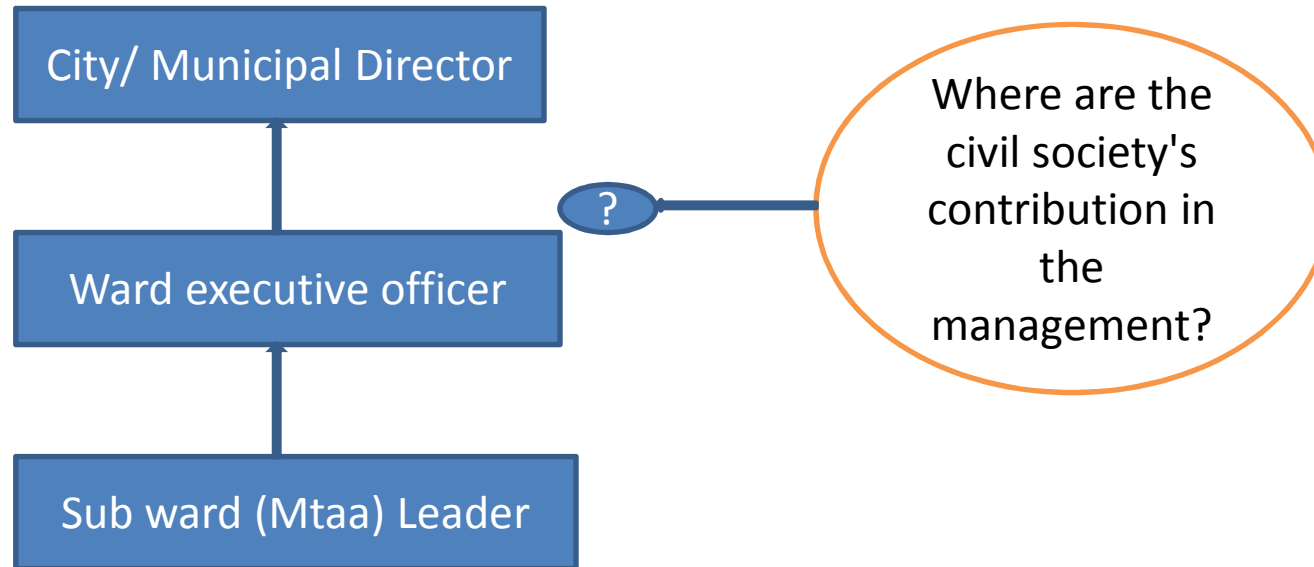 City/ Municipal Director
Where are the
civil society's
contribution in
the
management?
?
Ward executive officer
Sub ward (Mtaa) Leader